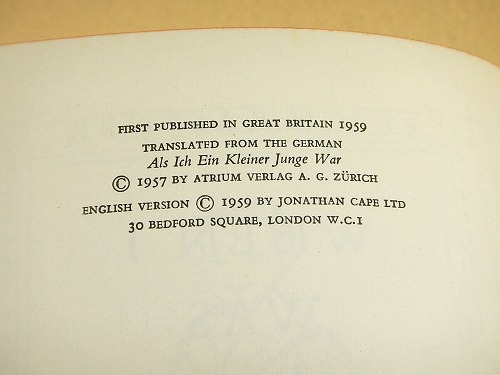 FIRST PUBLISHED IN GREAT BRITAIN 1959
TRANSLATED FROM THE GERMAN
Als Ich Ein Kleiner Junge War
© 1957 BY ATRIUM VERLAG A. G. ZÜRICH
ENGLISH VERSION © 1959 BY JONATHAN CAPE LTD
30 BEDFORD SQUARE, LONDON W.C.I